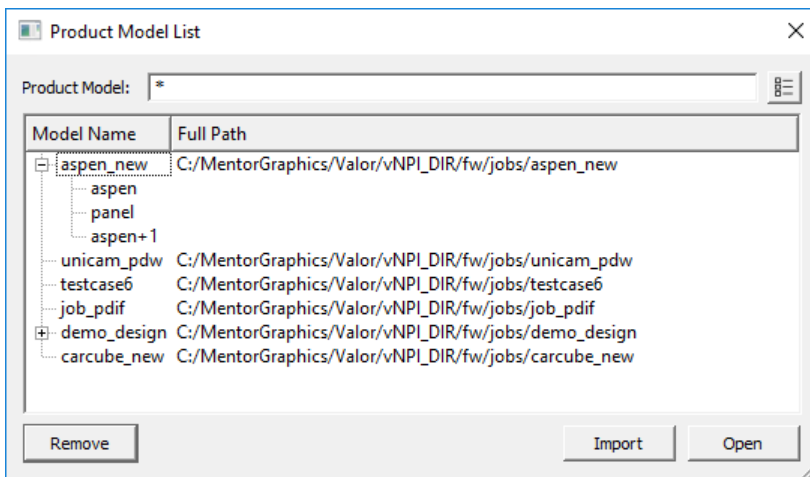 Product Model List
Product Model: *
Model Name Full Path
aspen_new C:/MentorGraphics/Valor/vNPI_DIR/fw/jobs/aspen_new
aspen
panel
aspen+1
unicam_pdw C:/MentorGraphics/Valor/vNPI_DIR/fw/jobs/unicam_pdw
testcase6 C:/MentorGraphics/Valor/vNPI_DIR/fw/jobs/testcase6
job_pdif C:/MentorGraphics/Valor/vNPI_DIR/fw/jobs/job_pdif
demo_design C:/MentorGraphics/Valor/vNPI_DIR/fw/jobs/demo_design
carcube_new C:/MentorGraphics/Valor/vNPI_DIR/fw/jobs/carcube_new
Remove Import Open